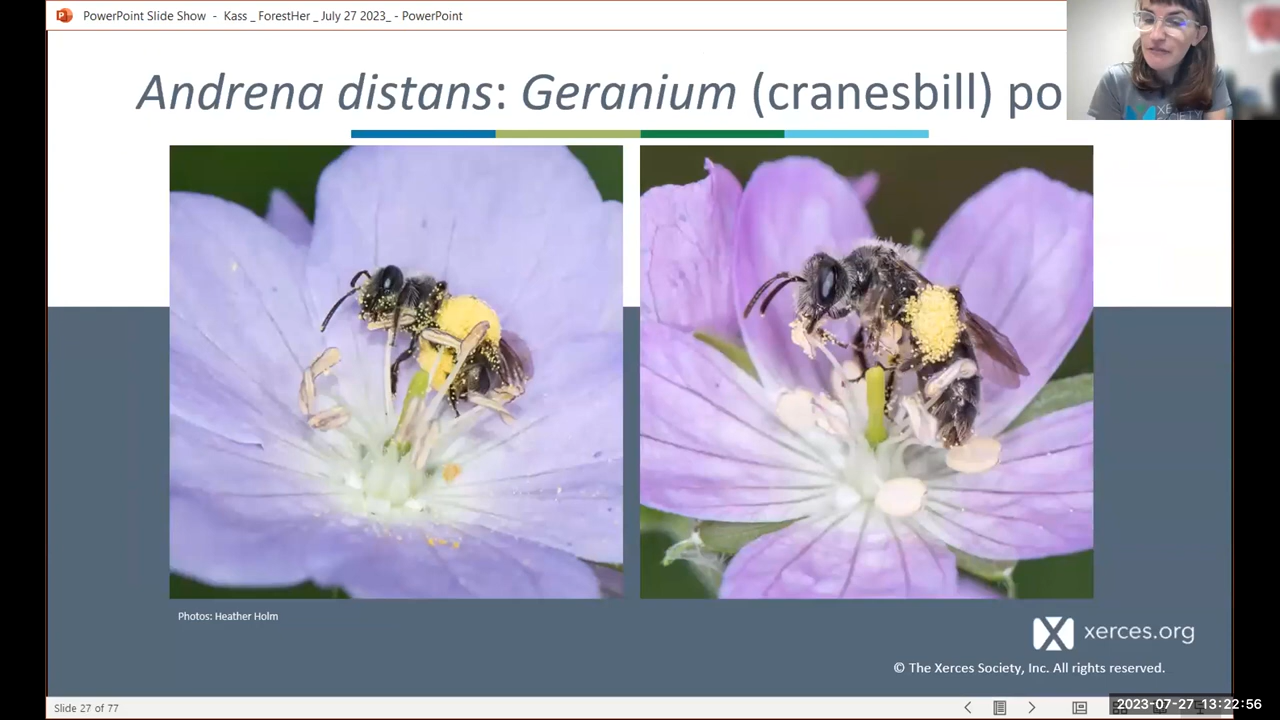 PowerPoint Slide Show - Kass _ ForestHer _ July 27 2023_ - PowerPoint
Andrena distans: Geranium (cranesbill) po
Photos: Heather Holm
xerces.org
© The Xerces Society, Inc. All rights reserved.
Slide 27 of 77
2023-07-27 13:22:56